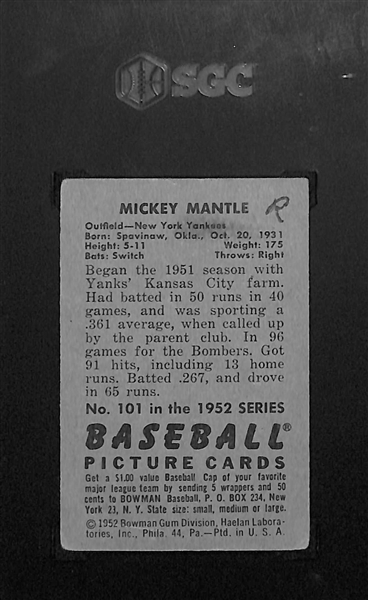 SGC
MICKEY MANTLE R
Outfield—New York Yankees
Born: Spavinaw, Okla., Oct. 20, 1931
Height: 5-11 Weight: 175
Bats: Switch Throws: Right
Began the 1951 season with
Yanks' Kansas City farm.
Had batted in 50 runs in 40
games, and was sporting a
.361 average, when called up
by the parent club. In 96
games for the Bombers. Got
91 hits, including 13 home
runs. Batted .267, and drove
in 65 runs.
No. 101 in the 1952 SERIES
BASEBALL®
PICTURE CARDS
Get a $1.00 value Baseball Cap of your favorite
major league team by sending 5 wrappers and 50
cents to BOWMAN Baseball, P. O. BOX 234, New
York 23, N. Y. State size: small, medium or large.
© 1952 Bowman Gum Division, Haelan Labora-
tories, Inc., Phila. 44, Pa.—Ptd. in U. S. A.